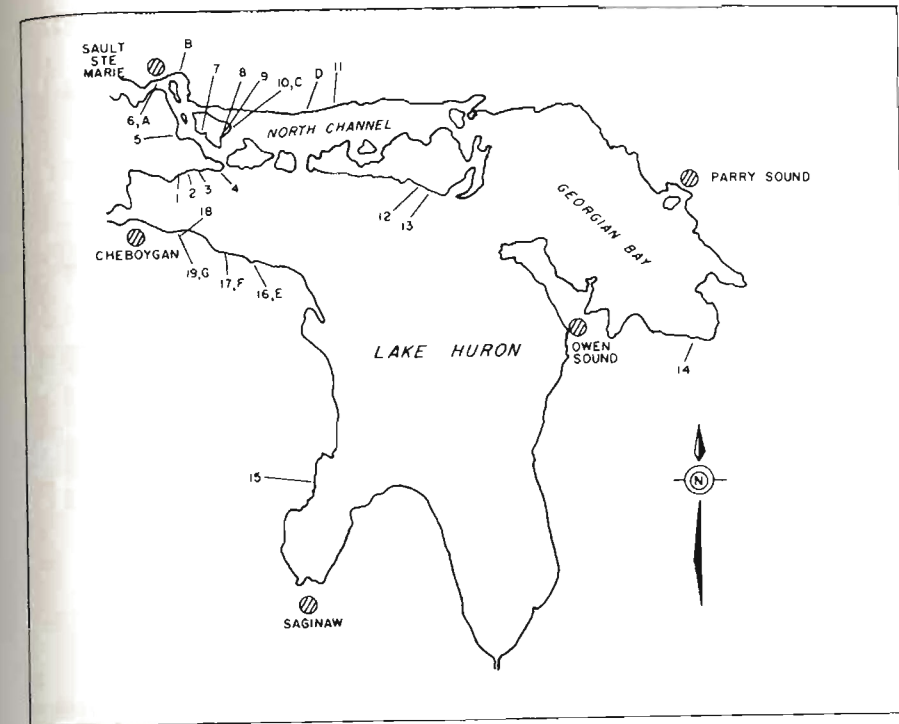 SAULT
STE
MARIE
B
7
8
9
10,C
D
11
6,A
5
NORTH CHANNEL
1
2
3
4
12
13
PARRY SOUND
GEORGIAN BAY
18
CHEBOYGAN
19,G
17,F
16,E
LAKE HURON
OWEN
SOUND
14
15
N
SAGINAW